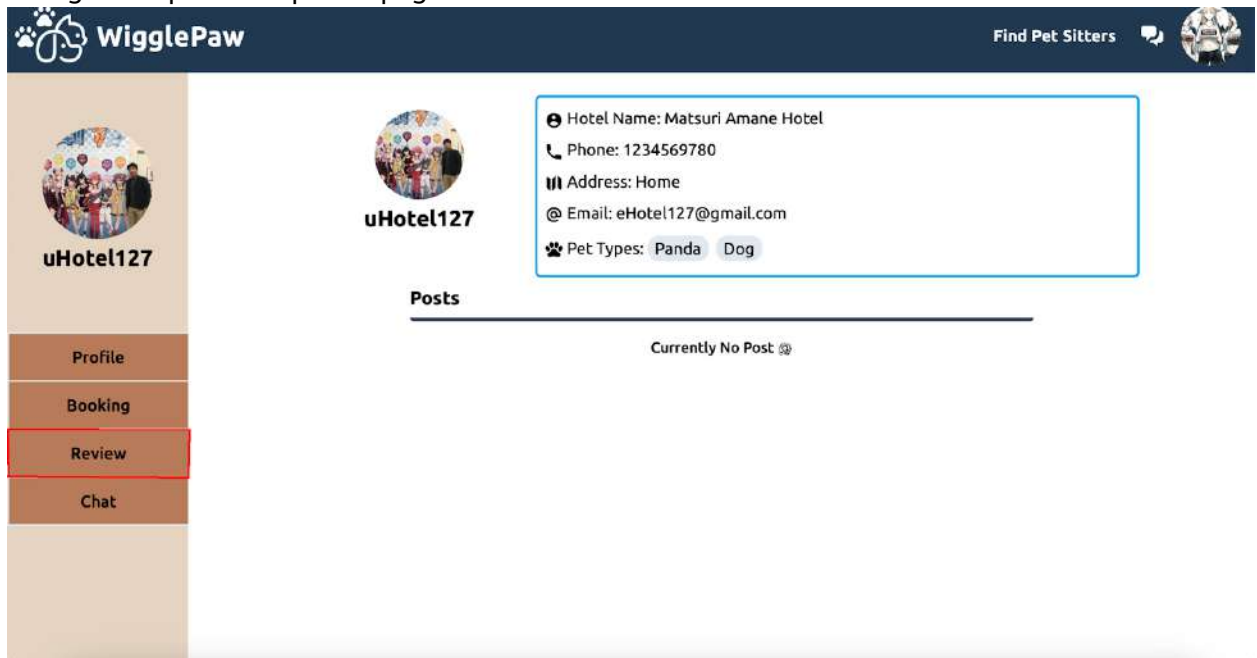 WigglePaw
Find Pet Sitters
uHotel127
Profile
Booking
Review
Chat
uHotel127
Hotel Name: Matsuri Amane Hotel
Phone: 1234569780
Address: Home
@ Email: eHotel127@gmail.com
Pet Types: Panda Dog
Posts
Currently No Post